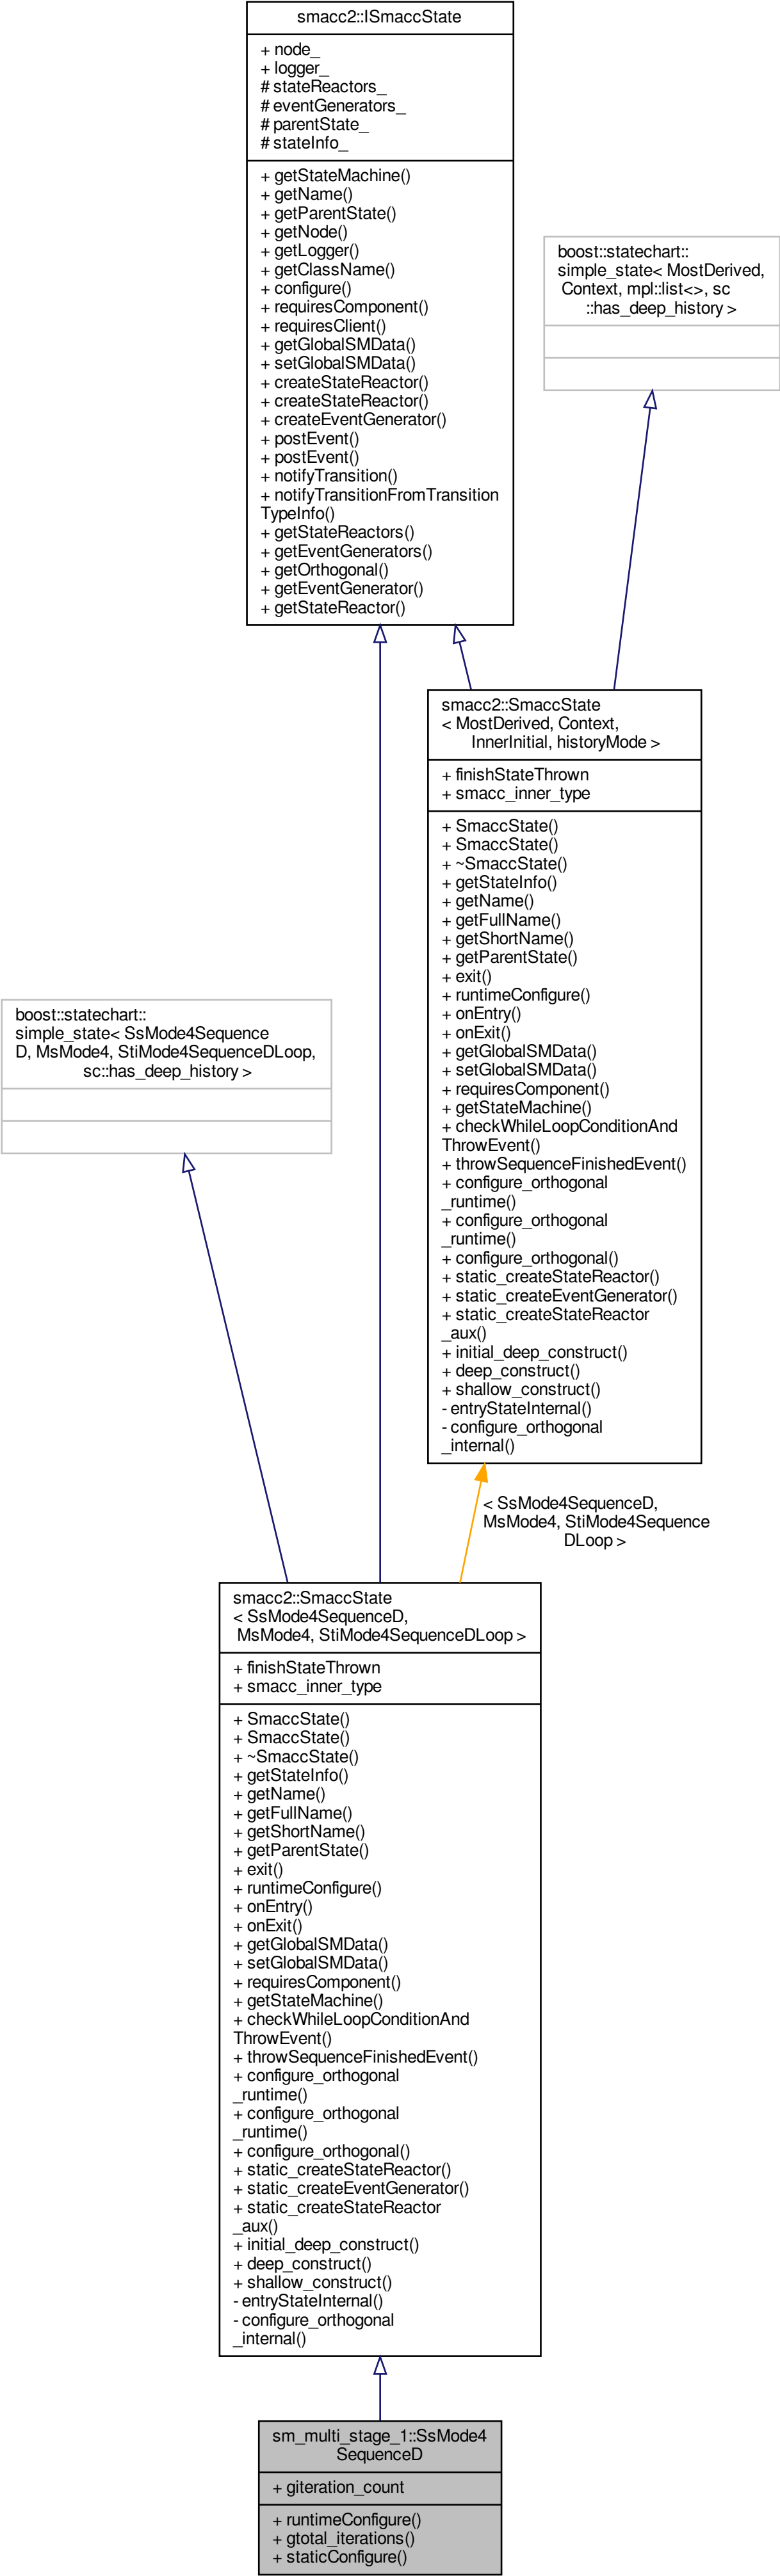 smacc2::ISmaccState
+ node_
+ logger_
# stateReactors_
# eventGenerators_
# parentState_
# stateInfo_
+ getStateMachine()
+ getName()
+ getParentState()
+ getNode()
+ getLogger()
+ getClassName()
+ configure()
+ requiresComponent()
+ requiresClient()
+ getGlobalSMData()
+ setGlobalSMData()
+ createStateReactor()
+ createStateReactor()
+ createEventGenerator()
+ postEvent()
+ postEvent()
+ notifyTransition()
+ notifyTransitionFromTransition
TypeInfo()
+ getStateReactors()
+ getEventGenerators()
+ getOrthogonal()
+ getEventGenerator()
+ getStateReactor()
boost::statechart::
simple_state< MostDerived,
Context, mpl::list<>, sc
::has_deep_history >
smacc2::SmaccState
< MostDerived, Context,
InnerInitial, historyMode >
+ finishStateThrown
+ smacc_inner_type
+ SmaccState()
+ SmaccState()
+ ~SmaccState()
+ getStateInfo()
+ getName()
+ getFullName()
+ getShortName()
+ getParentState()
+ exit()
+ runtimeConfigure()
+ onEntry()
+ onExit()
+ getGlobalSMData()
+ setGlobalSMData()
+ requiresComponent()
+ getStateMachine()
+ checkWhileLoopConditionAnd
ThrowEvent()
+ throwSequenceFinishedEvent()
+ configure_orthogonal
_runtime()
+ configure_orthogonal
_runtime()
+ configure_orthogonal()
+ static_createStateReactor()
+ static_createEventGenerator()
+ static_createStateReactor
_aux()
+ initial_deep_construct()
+ deep_construct()
+ shallow_construct()
- entryStateInternal()
- configure_orthogonal
_internal()
boost::statechart::
simple_state< SsMode4Sequence
D, MsMode4, StiMode4SequenceDLoop,
sc::has_deep_history >
< SsMode4SequenceD,
MsMode4, StiMode4Sequence
DLoop >
smacc2::SmaccState
< SsMode4SequenceD,
MsMode4, StiMode4SequenceDLoop >
+ finishStateThrown
+ smacc_inner_type
+ SmaccState()
+ SmaccState()
+ ~SmaccState()
+ getStateInfo()
+ getName()
+ getFullName()
+ getShortName()
+ getParentState()
+ exit()
+ runtimeConfigure()
+ onEntry()
+ onExit()
+ getGlobalSMData()
+ setGlobalSMData()
+ requiresComponent()
+ getStateMachine()
+ checkWhileLoopConditionAnd
ThrowEvent()
+ throwSequenceFinishedEvent()
+ configure_orthogonal
_runtime()
+ configure_orthogonal
_runtime()
+ configure_orthogonal()
+ static_createStateReactor()
+ static_createEventGenerator()
+ static_createStateReactor
_aux()
+ initial_deep_construct()
+ deep_construct()
+ shallow_construct()
- entryStateInternal()
- configure_orthogonal
_internal()
sm_multi_stage_1::SsMode4
SequenceD
+ giteration_count
+ runtimeConfigure()
+ gtotal_iterations()
+ staticConfigure()